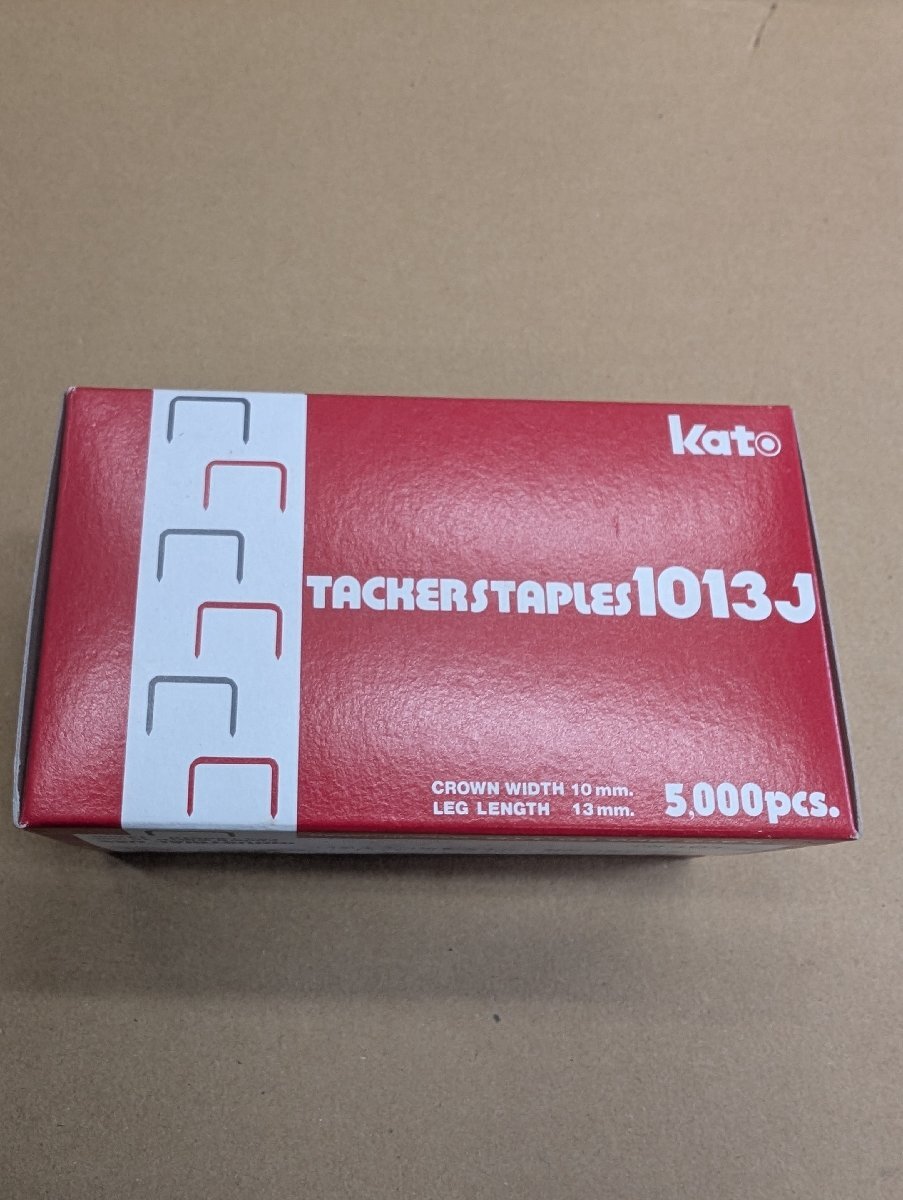 Kato
TACKERSTAPLES1013J
CROWN WIDTH 10 mm.
LEG LENGTH 13 mm.
5,000pcs.